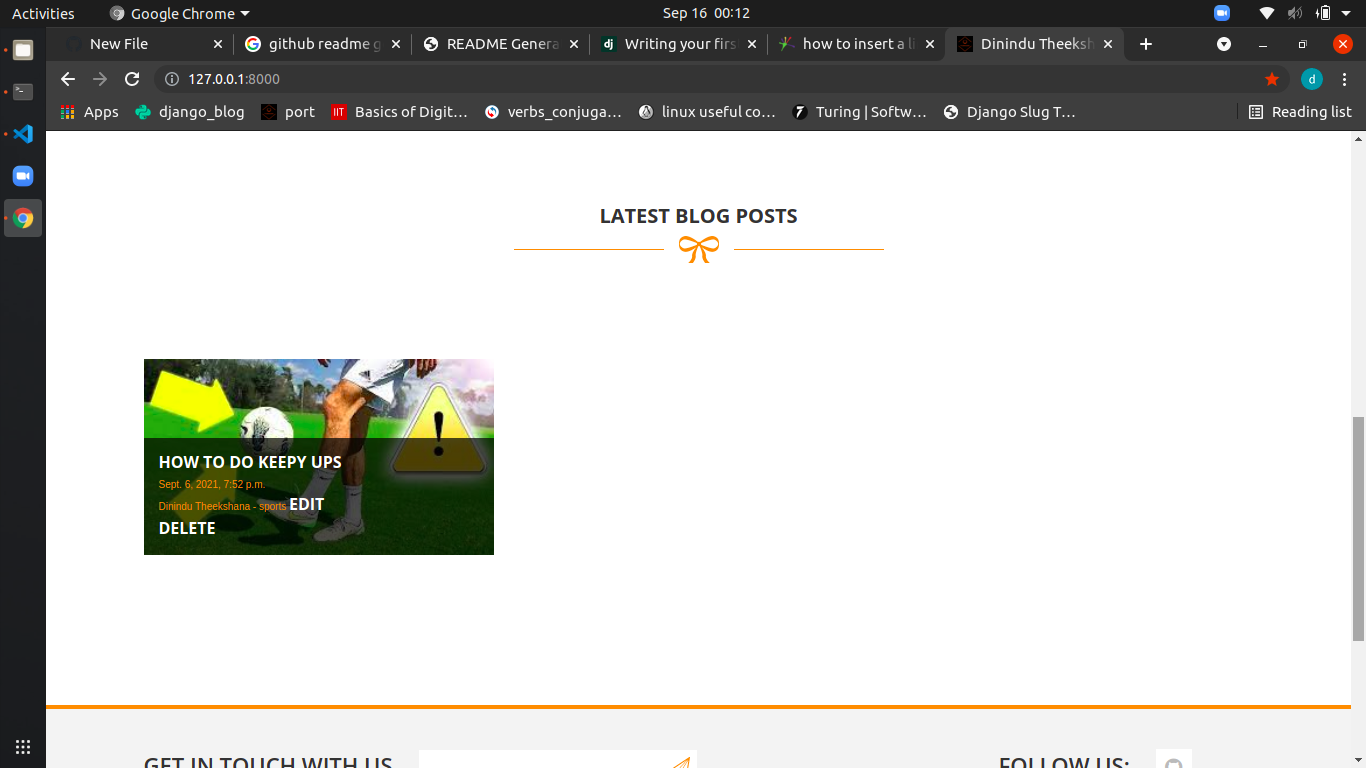 Activities Google Chrome Sep 16 00:12
New File github readme g README Genera Writing your firs how to insert a li Dinindu Theeksh d
127.0.0.1:8000
Apps django_blog port IIT Basics of Digit… verbs_conjuga… linux useful co… Turing | Softw… Django Slug T… Reading list
LATEST BLOG POSTS
HOW TO DO KEEPY UPS
Sept. 6, 2021, 7:52 p.m.
Dinindu Theekshana - sports EDIT
DELETE
GET IN TOUCH WITH US FOLLOW US: